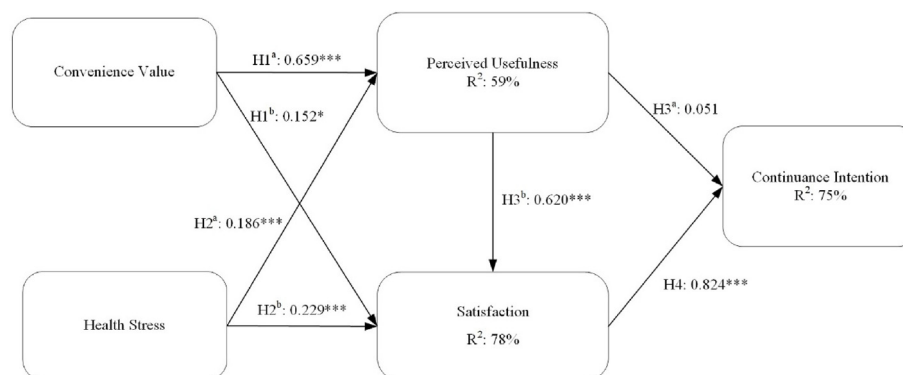 Convenience Value
H1ᵃ: 0.659***
Perceived Usefulness
R²: 59%
H1ᵇ: 0.152*
H3ᵃ: 0.051
Continuance Intention
R²: 75%
H3ᵇ: 0.620***
H2ᵃ: 0.186***
H4: 0.824***
Health Stress
H2ᵇ: 0.229***
Satisfaction
R²: 78%